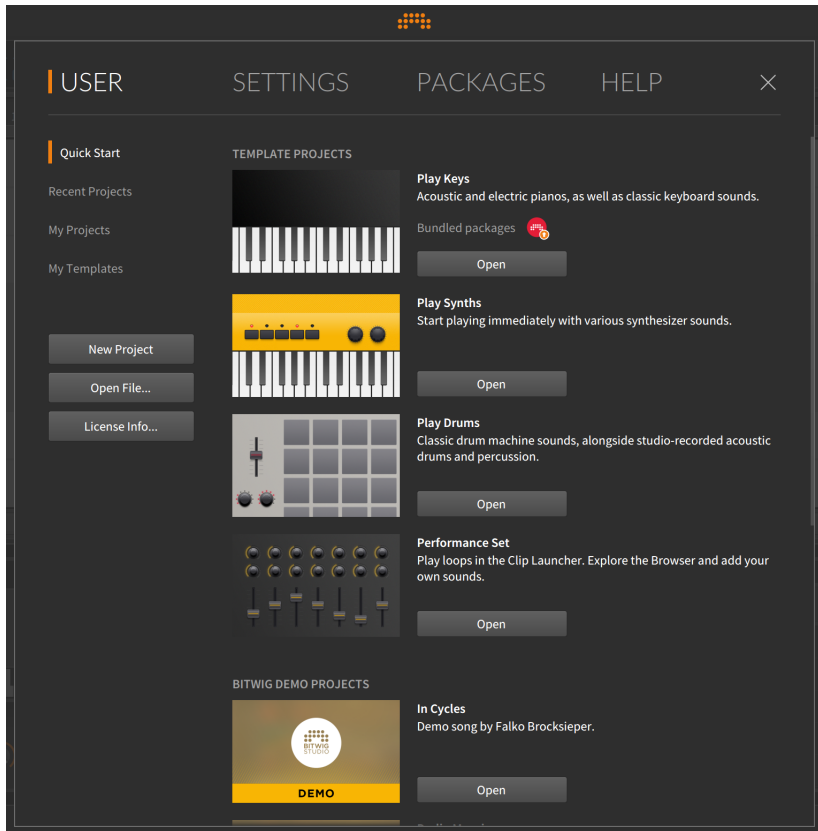 USER
SETTINGS
PACKAGES
HELP
Quick Start
Recent Projects
My Projects
My Templates
New Project
Open File...
License Info...
TEMPLATE PROJECTS
Play Keys
Acoustic and electric pianos, as well as classic keyboard sounds.
Bundled packages
Open
Play Synths
Start playing immediately with various synthesizer sounds.
Open
Play Drums
Classic drum machine sounds, alongside studio-recorded acoustic
drums and percussion.
Open
Performance Set
Play loops in the Clip Launcher. Explore the Browser and add your
own sounds.
Open
BITWIG DEMO PROJECTS
BITWIG
STUDIO
DEMO
In Cycles
Demo song by Falko Brocksieper.
Open